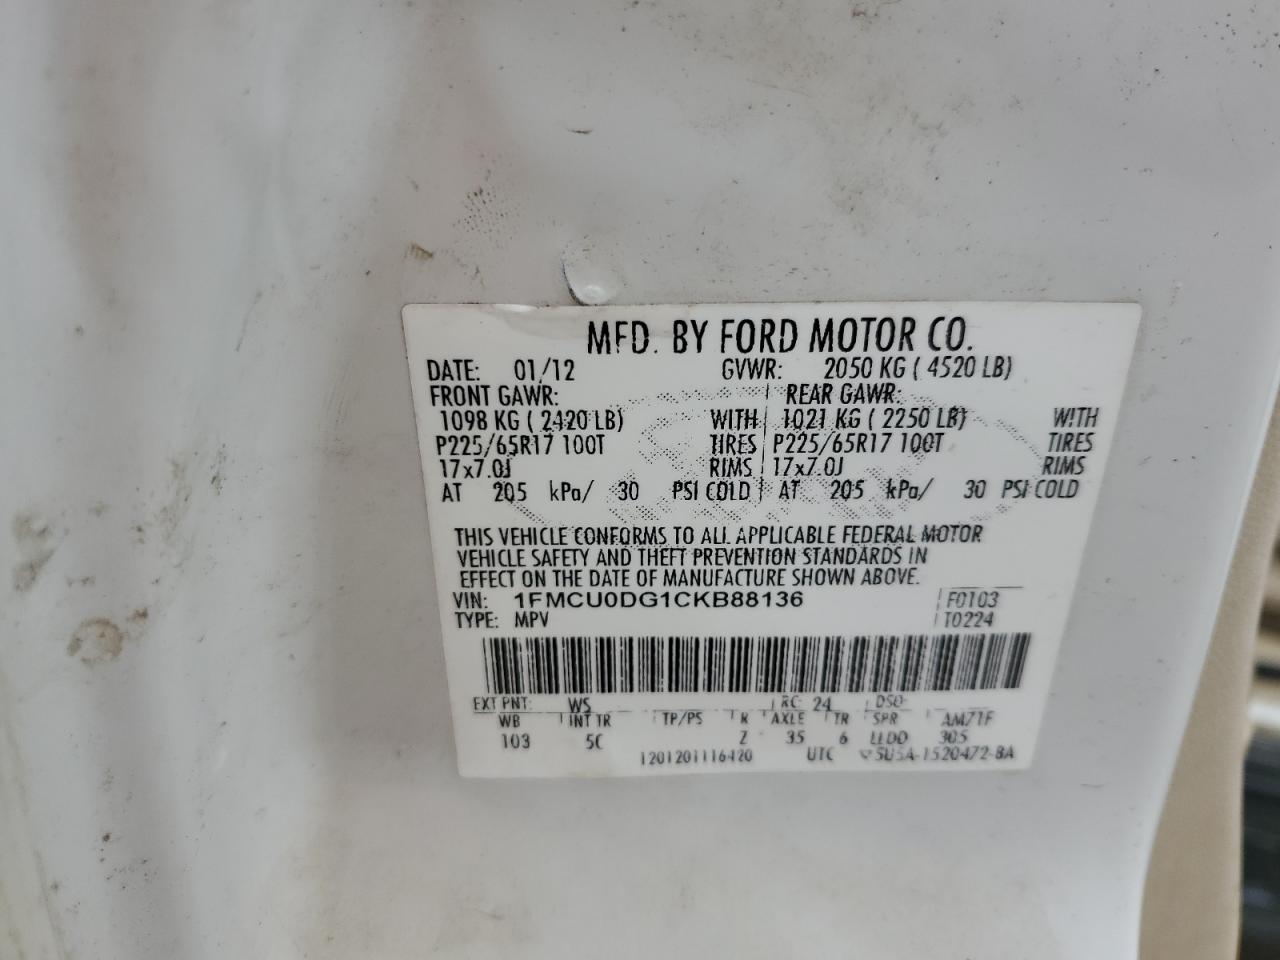 MFD. BY FORD MOTOR CO.
DATE: 01/12 GVWR: 2050 KG ( 4520 LB)
FRONT GAWR: REAR GAWR:
1098 KG ( 2420 LB) WITH 1021 KG ( 2250 LB) WITH
P225/65R17 100T TIRES P225/65R17 100T TIRES
17x7.0J RIMS 17x7.0J RIMS
AT 205 kPa/ 30 PSI COLD AT 205 kPa/ 30 PSI COLD
THIS VEHICLE CONFORMS TO ALL APPLICABLE FEDERAL MOTOR
VEHICLE SAFETY AND THEFT PREVENTION STANDARDS IN
EFFECT ON THE DATE OF MANUFACTURE SHOWN ABOVE.
VIN: 1FMCU0DG1CKB88136 F0103
TYPE: MPV T0224
EXT PNT: WS RC: 24 DSO:
WB INT TR TP/PS R AXLE TR SPR AM71F
103 5C Z 35 6 LLDD 305
1201201116420 UTC 5U5A-1520472-BA